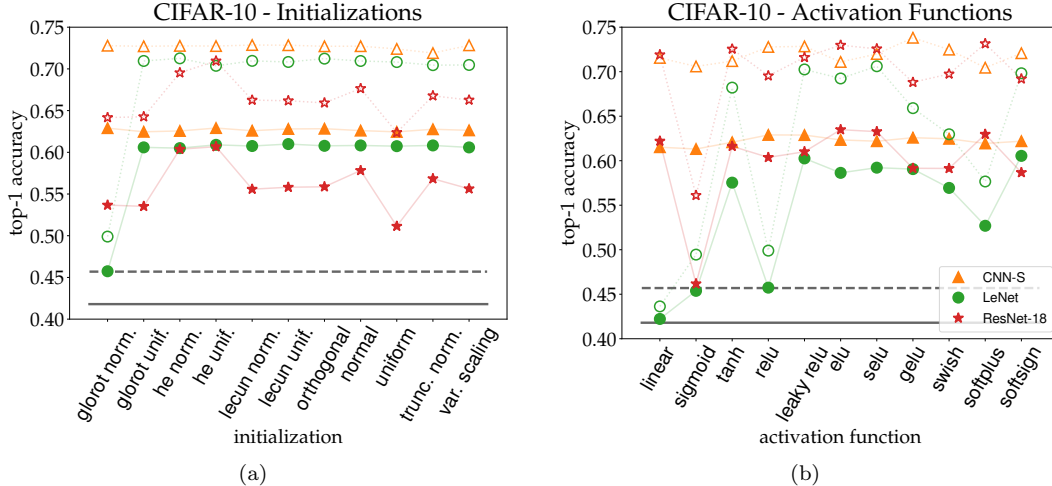 CIFAR-10 - Initializations
top-1 accuracy
0.75
0.70
0.65
0.60
0.55
0.50
0.45
0.40
glorot norm.
glorot unif.
he norm.
he unif.
lecun norm.
lecun unif.
orthogonal
normal
uniform
trunc. norm.
var. scaling
initialization
(a)
CIFAR-10 - Activation Functions
top-1 accuracy
0.75
0.70
0.65
0.60
0.55
0.50
0.45
0.40
CNN-S
LeNet
ResNet-18
linear
sigmoid
tanh
relu
leaky relu
elu
selu
gelu
swish
softplus
softsign
activation function
(b)